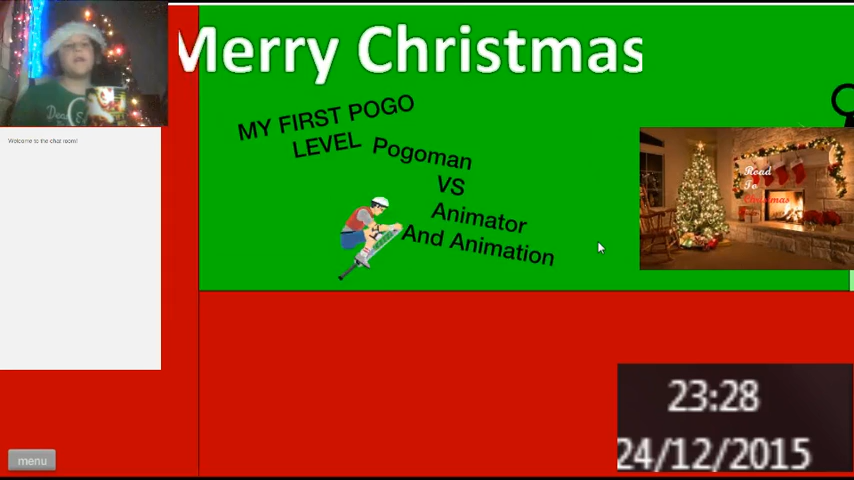 Merry Christmas
Welcome to the chat room!
MY FIRST POGO
LEVEL
Pogoman
VS
Animator
And Animation
Road
To
Christmas
23:28
24/12/2015
menu